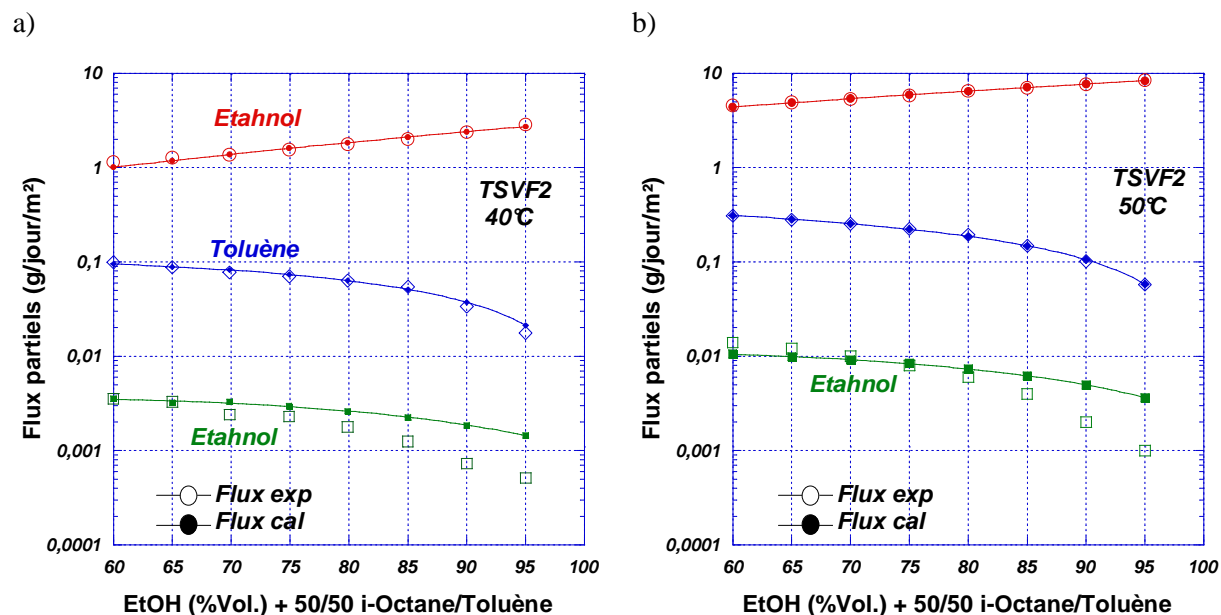 a)
Flux partiels (g/jour/m²)
10
1
0,1
0,01
0,001
0,0001
Etahnol
TSVF2
40°C
Toluène
Etahnol
Flux exp
Flux cal
60 65 70 75 80 85 90 95 100
EtOH (%Vol.) + 50/50 i-Octane/Toluène
b)
Flux partiels (g/jour/m²)
10
1
0,1
0,01
0,001
0,0001
TSVF2
50°C
Etahnol
Flux exp
Flux cal
60 65 70 75 80 85 90 95 100
EtOH (%Vol.) + 50/50 i-Octane/Toluène